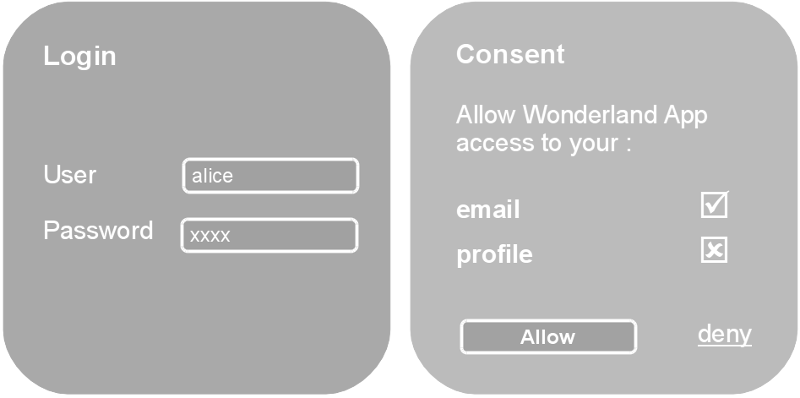 Login
User
alice
Password
xxxx
Consent
Allow Wonderland App
access to your :
email
profile
Allow
deny